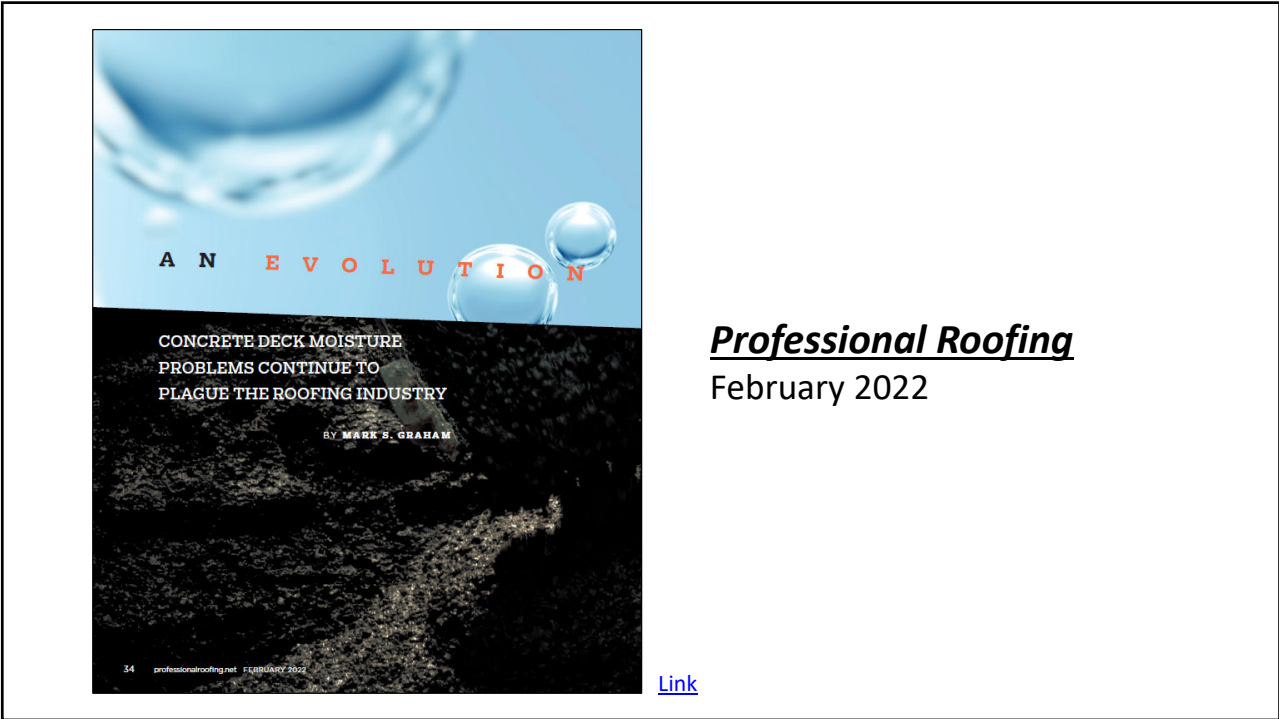 AN EVOLUTION
CONCRETE DECK MOISTURE
PROBLEMS CONTINUE TO
PLAGUE THE ROOFING INDUSTRY
BY MARK S. GRAHAM
34 professionalroofing.net FEBRUARY 2022
Professional Roofing
February 2022
Link